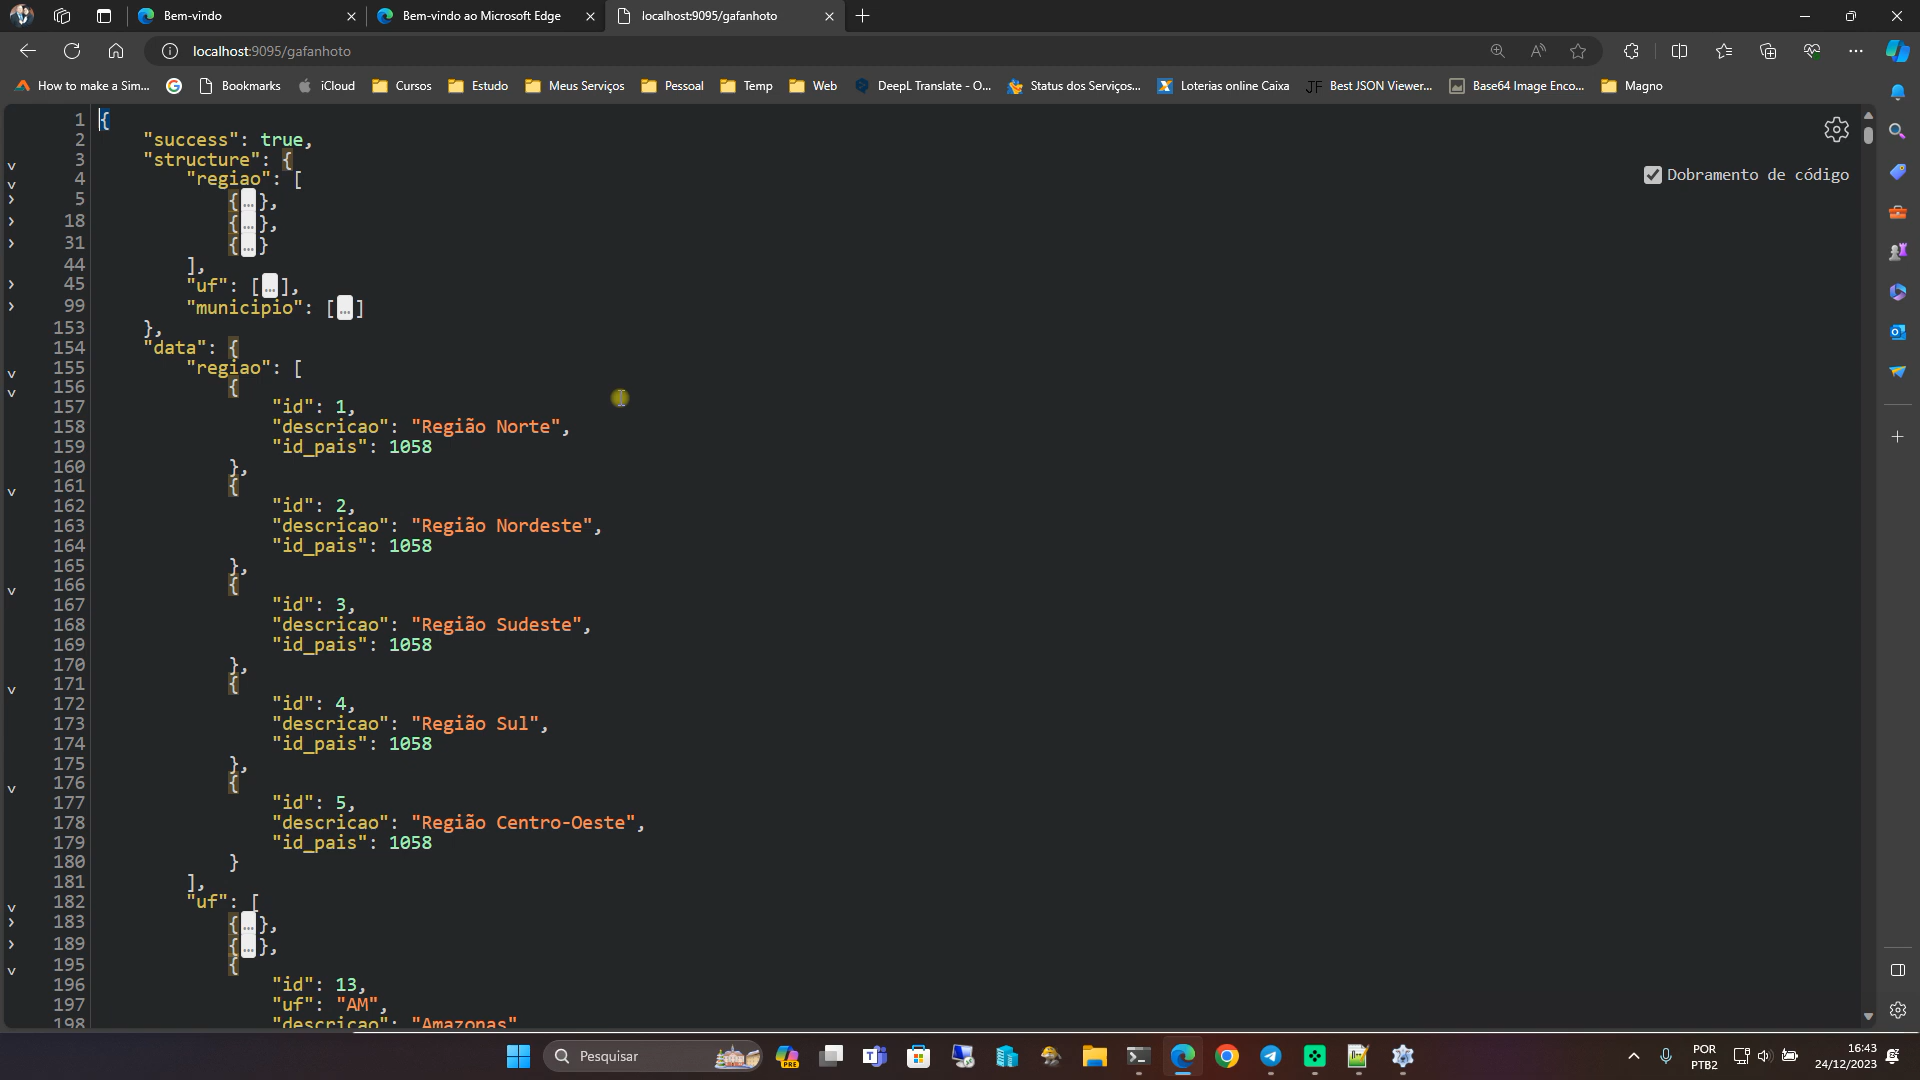 Bem-vindo
Bem-vindo ao Microsoft Edge
localhost:9095/gafanhoto
localhost:9095/gafanhoto
How to make a Sim...
Bookmarks
iCloud
Cursos
Estudo
Meus Serviços
Pessoal
Temp
Web
DeepL Translate - O...
Status dos Serviços...
Loterias online Caixa
JF Best JSON Viewer...
Base64 Image Enco...
Magno
Dobramento de código
1 {
2 "success": true,
3 "structure": {
4 "regiao": [
5 {...},
18 {...},
31 {...}
44 ],
45 "uf": [...],
99 "municipio": [...]
153 },
154 "data": {
155 "regiao": [
156 {
157 "id": 1,
158 "descricao": "Região Norte",
159 "id_pais": 1058
160 },
161 {
162 "id": 2,
163 "descricao": "Região Nordeste",
164 "id_pais": 1058
165 },
166 {
167 "id": 3,
168 "descricao": "Região Sudeste",
169 "id_pais": 1058
170 },
171 {
172 "id": 4,
173 "descricao": "Região Sul",
174 "id_pais": 1058
175 },
176 {
177 "id": 5,
178 "descricao": "Região Centro-Oeste",
179 "id_pais": 1058
180 }
181 ],
182 "uf": [
183 {...},
189 {...},
195 {
196 "id": 13,
197 "uf": "AM",
198 "descricao": "Amazonas"
Pesquisar
PRE
POR
PTB2
16:43
24/12/2023